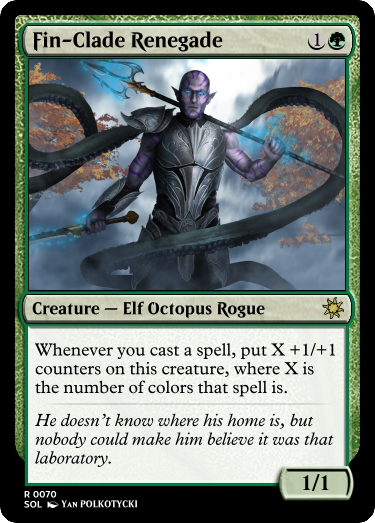 Fin-Clade Renegade 1
Creature — Elf Octopus Rogue
Whenever you cast a spell, put X +1/+1
counters on this creature, where X is
the number of colors that spell is.
He doesn't know where his home is, but
nobody could make him believe it was that
laboratory.
1/1
R 0070
SOL Yan POLKOTYCKI